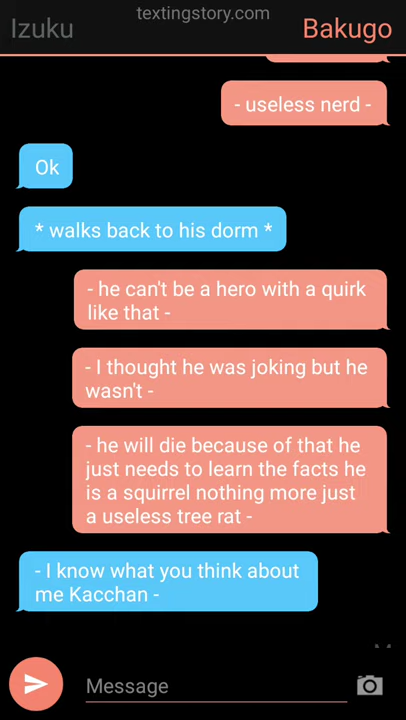 textingstory.com
Izuku
Bakugo
- useless nerd -
Ok
* walks back to his dorm *
- he can't be a hero with a quirk
like that -
- I thought he was joking but he
wasn't -
- he will die because of that he
just needs to learn the facts he
is a squirrel nothing more just
a useless tree rat -
- I know what you think about
me Kacchan -
Message